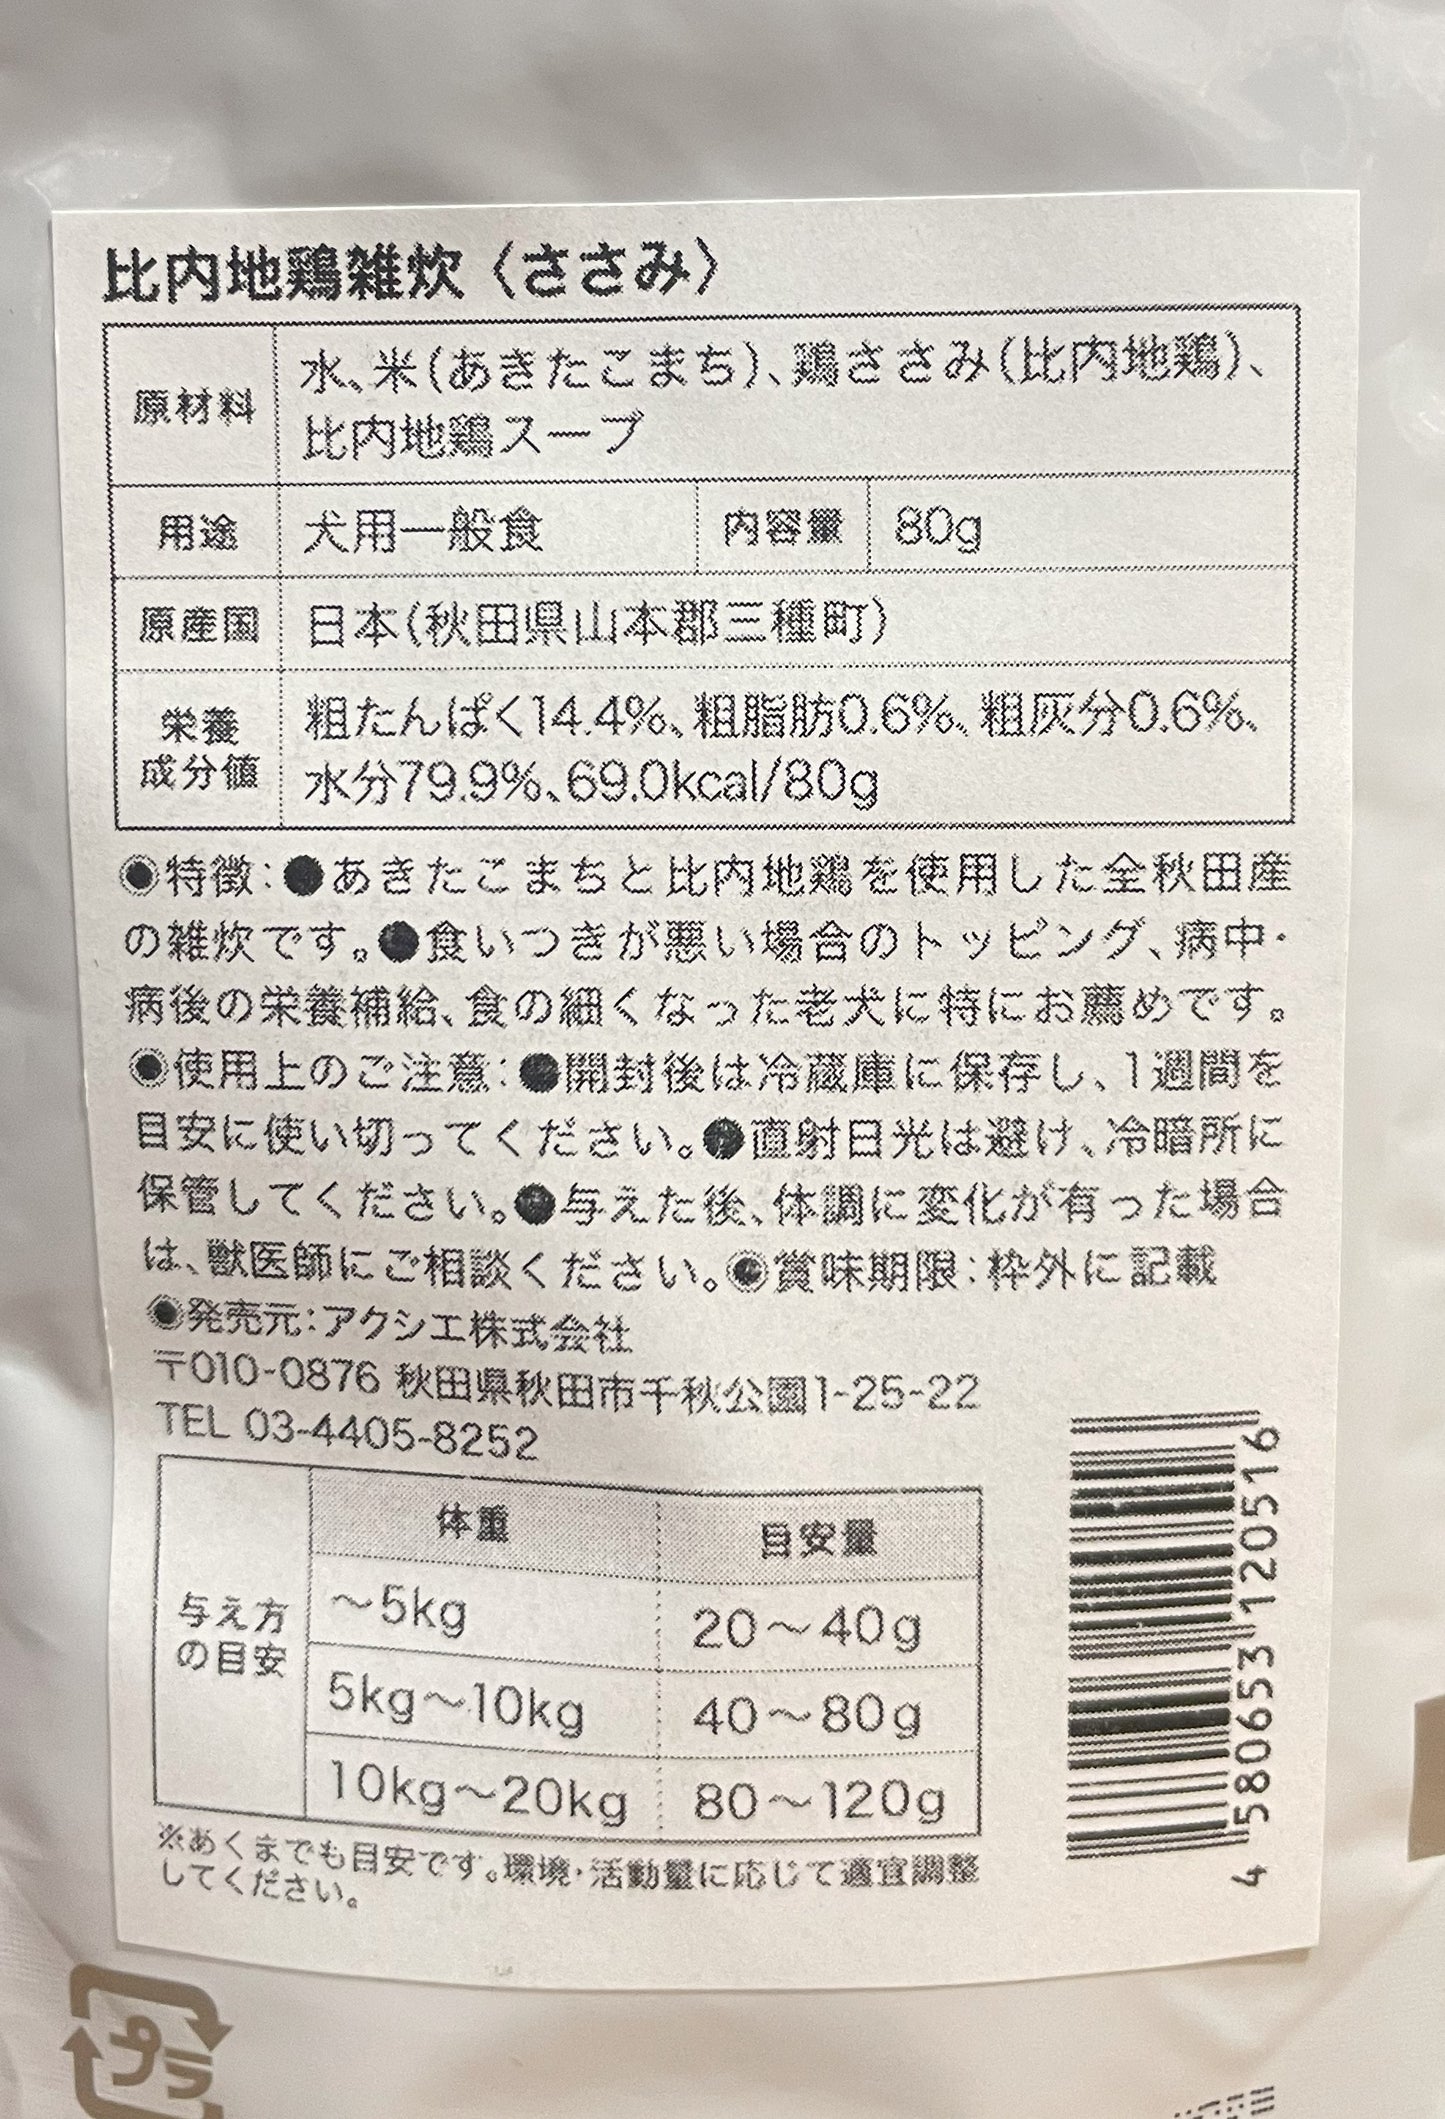 比内地鶏雑炊〈ささみ〉
原材料
水、米(あきたこまち)、鶏ささみ(比内地鶏)、
比内地鶏スープ
用途
犬用一般食
内容量
80g
原産国
日本(秋田県山本郡三種町)
栄養
成分値
粗たんぱく14.4%、粗脂肪0.6%、粗灰分0.6%、
水分79.9%、69.0kcal/80g
◉特徴:●あきたこまちと比内地鶏を使用した全秋田産
の雑炊です。●食いつきが悪い場合のトッピング、病中・
病後の栄養補給、食の細くなった老犬に特にお薦めです。
◉使用上のご注意:●開封後は冷蔵庫に保存し、1週間を
目安に使い切ってください。●直射日光は避け、冷暗所に
保管してください。●与えた後、体調に変化が有った場合
は、獣医師にご相談ください。◉賞味期限:枠外に記載
◉発売元:アクシエ株式会社
〒010-0876 秋田県秋田市千秋公園1-25-22
TEL 03-4405-8252
与え方
の目安
体重
目安量
〜5kg
20〜40g
5kg〜10kg
40〜80g
10kg〜20kg
80〜120g
※あくまでも目安です。環境・活動量に応じて適宜調整
してください。
4 580653 120516
プラ